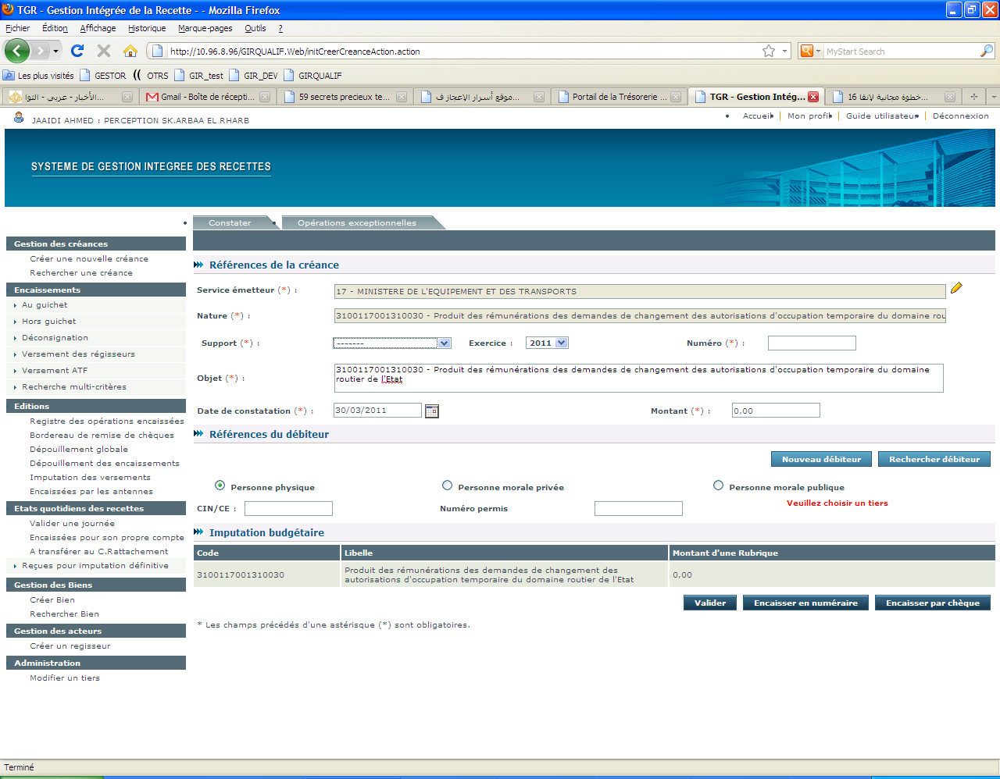 TGR - Gestion Intégrée de la Recette - - Mozilla Firefox
Fichier Édition Affichage Historique Marque-pages Outils ?
http://10.96.8.96/GIRQUALIF.Web/initCreerCreanceAction.action
MyStart Search
Les plus visités GESTOR OTRS GIR_test GIR_DEV GIRQUALIF
الأخبار - عربي - التوا...
Gmail - Boîte de récepti...
59 secrets precieux te...
موقع أسرار الإعجاز ف...
Portail de la Trésorerie ...
TGR - Gestion Intég...
16 خطوة مجانية لإنقا...
JAAIDI AHMED : PERCEPTION SK.ARBAA EL RHARB
Accueil Mon profil Guide utilisateur Déconnexion
SYSTEME DE GESTION INTEGREE DES RECETTES
Constater Opérations exceptionnelles
Gestion des créances
Créer une nouvelle créance
Rechercher une créance
Encaissements
Au guichet
Hors guichet
Déconsignation
Versement des régisseurs
Versement ATF
Recherche multi-critères
Editions
Registre des opérations encaissées
Bordereau de remise de chèques
Dépouillement globale
Dépouillement des encaissements
Imputation des versements
Encaissées par les antennes
Etats quotidiens des recettes
Valider une journée
Encaissées pour son propre compte
A transférer au C.Rattachement
Reçues pour imputation définitive
Gestion des Biens
Créer Bien
Rechercher Bien
Gestion des acteurs
Créer un regisseur
Administration
Modifier un tiers
Références de la créance
Service émetteur (*) : 17 - MINISTERE DE L'EQUIPEMENT ET DES TRANSPORTS
Nature (*) : 3100117001310030 - Produit des rémunérations des demandes de changement des autorisations d'occupation temporaire du domaine rou
Support (*) : ------- Exercice : 2011 Numéro (*) :
Objet (*) : 3100117001310030 - Produit des rémunérations des demandes de changement des autorisations d'occupation temporaire du domaine
routier de l'Etat
Date de constatation (*) : 30/03/2011 Montant (*) : 0,00
Références du débiteur
Nouveau débiteur Rechercher débiteur
Personne physique Personne morale privée Personne morale publique
CIN/CE : Numéro permis Veuillez choisir un tiers
Imputation budgétaire
Code Libelle Montant d'une Rubrique
3100117001310030 Produit des rémunérations des demandes de changement des
autorisations d'occupation temporaire du domaine routier de l'Etat 0,00
Valider Encaisser en numéraire Encaisser par chèque
* Les champs précédés d'une astérisque (*) sont obligatoires.
Terminé